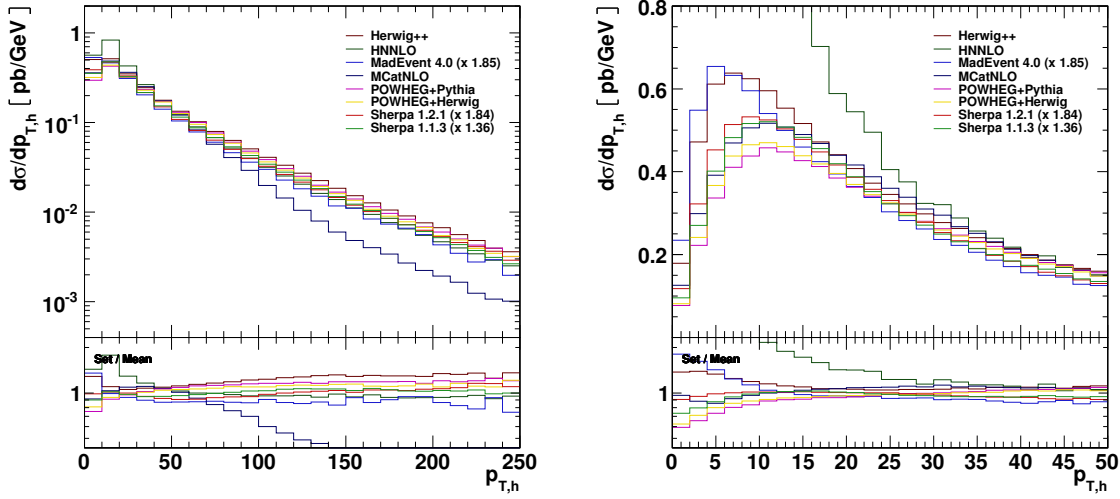 dσ/dp_{T,h} [ pb/GeV]
1
10^{-1}
10^{-2}
10^{-3}
Herwig++
HNNLO
MadEvent 4.0 (x 1.85)
MCatNLO
POWHEG+Pythia
POWHEG+Herwig
Sherpa 1.2.1 (x 1.84)
Sherpa 1.1.3 (x 1.36)
Set / Mean
1
0 50 100 150 200 250
p_{T,h}
dσ/dp_{T,h} [ pb/GeV]
0.8
0.6
0.4
0.2
Herwig++
HNNLO
MadEvent 4.0 (x 1.85)
MCatNLO
POWHEG+Pythia
POWHEG+Herwig
Sherpa 1.2.1 (x 1.84)
Sherpa 1.1.3 (x 1.36)
Set / Mean
1
0 5 10 15 20 25 30 35 40 45 50
p_{T,h}